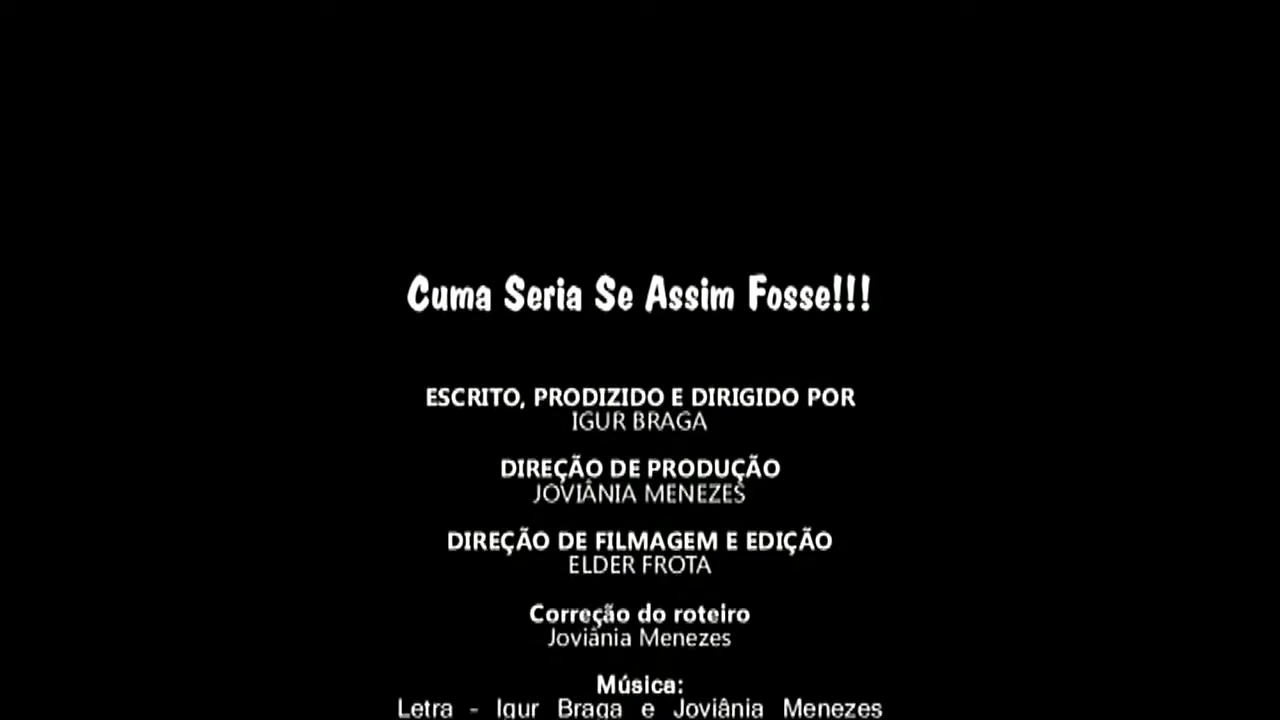 Cuma Seria Se Assim Fosse!!!
ESCRITO, PRODIZIDO E DIRIGIDO POR
IGUR BRAGA
DIREÇÃO DE PRODUÇÃO
JOVIÂNIA MENEZES
DIREÇÃO DE FILMAGEM E EDIÇÃO
ELDER FROTA
Correção do roteiro
Joviânia Menezes
Música:
Letra - Igur Braga e Joviânia Menezes